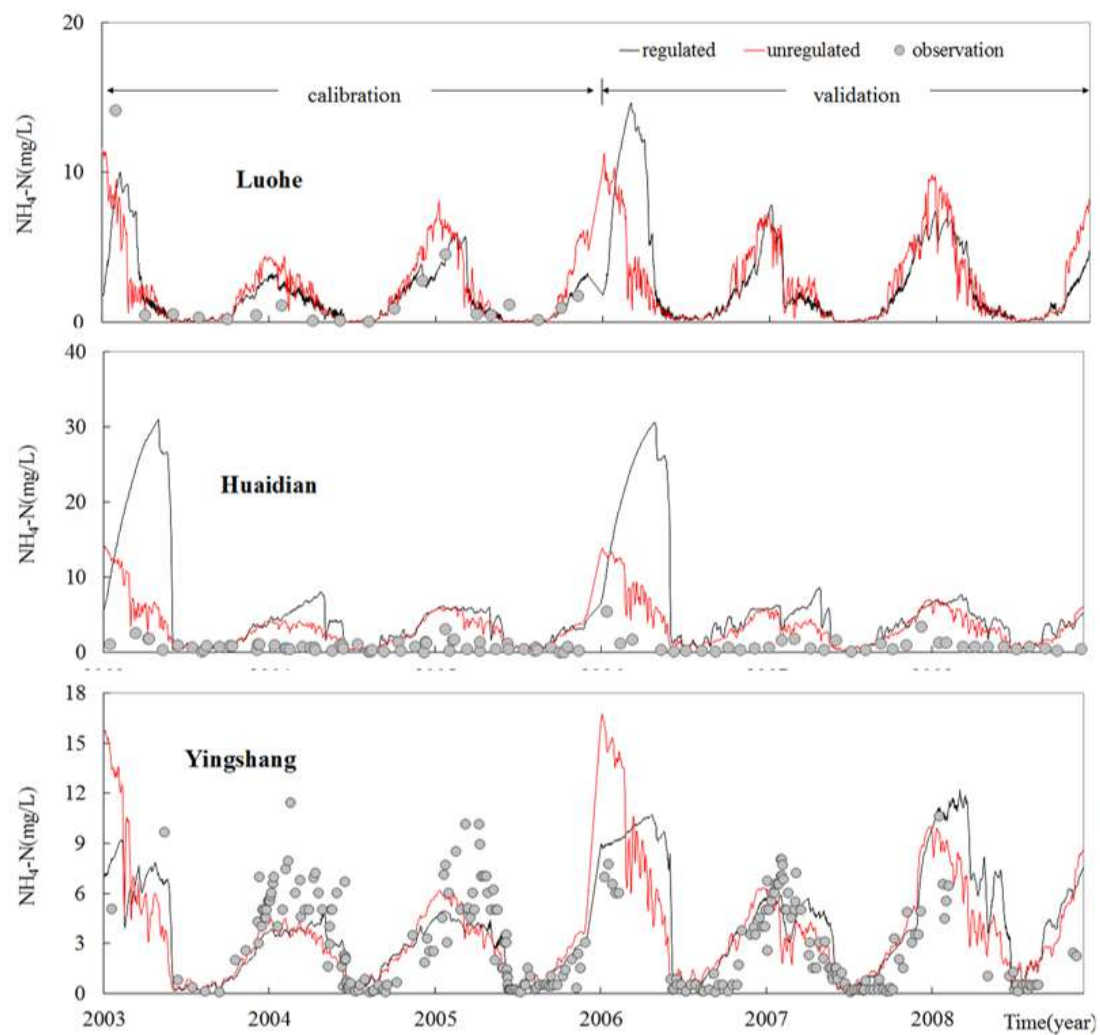 20
regulated unregulated observation
calibration validation
NH₄-N(mg/L)
10
Luohe
0
40
30
NH₄-N(mg/L)
Huaidian
20
10
0
18
Yingshang
15
12
NH₄-N(mg/L)
9
6
3
0
2003 2004 2005 2006 2007 2008 Time(year)